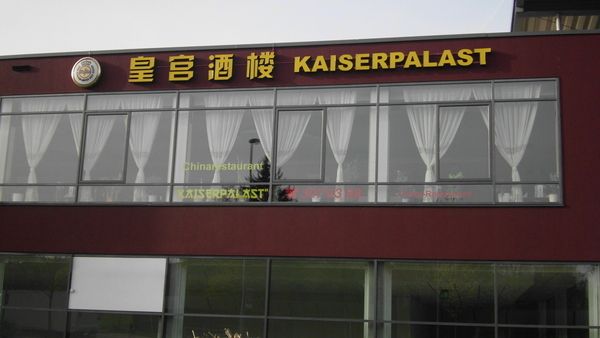 皇宫酒楼 KAISERPALAST
Chinarestaurant
"KAISERPALAST"